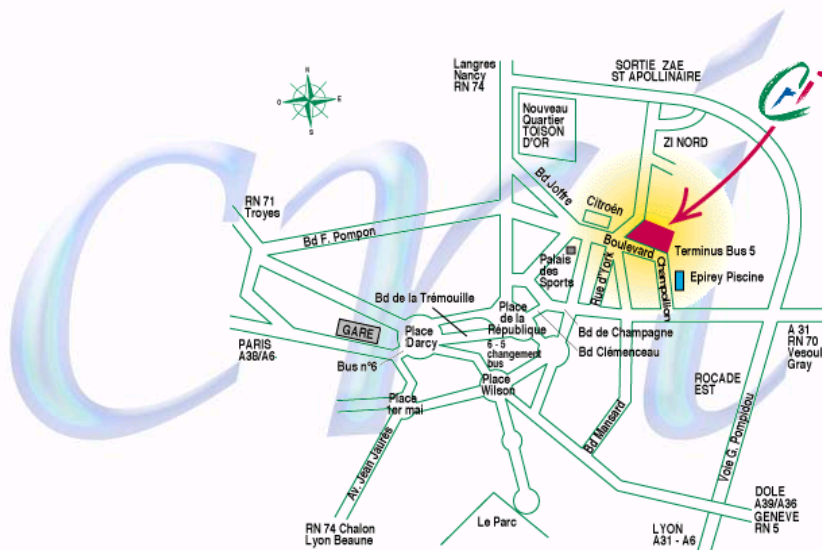 Langres
Nancy
RN 74
SORTIE ZAE
ST APOLLINAIRE
N
O
E
S
Nouveau
Quartier
TOISON
D'OR
ZI NORD
Bd Joffre
Citroén
RN 71
Troyes
Bd F. Pompon
Boulevard
Champollion
Terminus Bus 5
Palais
des
Sports
Rue d'York
Epirey Piscine
Bd de la Trémouille
Place
de la
République
6 - 5
changement
bus
GARE
Place
Darcy
Bd de Champagne
Bd Clémenceau
PARIS
A38/A6
Bus n°6
A 31
RN 70
Vesoul
Gray
Place
Wilson
ROCADE
EST
Place
1er mai
Bd Mansard
Voie G. Pompidou
Av. Jean Jaurès
DOLE
A39/A36
GENEVE
RN 5
Le Parc
RN 74 Chalon
Lyon Beaune
LYON
A31 - A6
cri